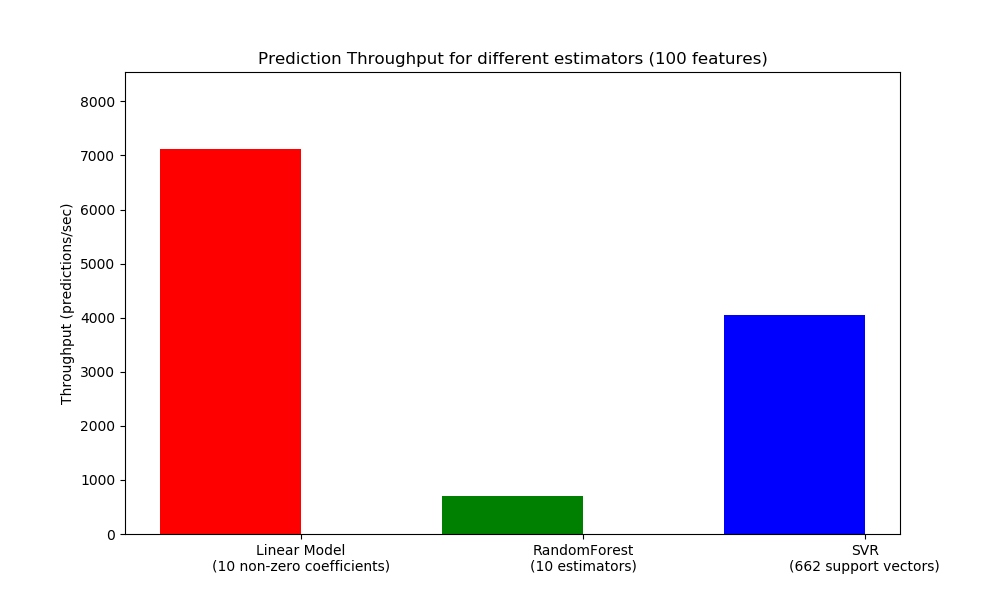 Prediction Throughput for different estimators (100 features)
Throughput (predictions/sec)
8000
7000
6000
5000
4000
3000
2000
1000
0
Linear Model
(10 non-zero coefficients)
RandomForest
(10 estimators)
SVR
(662 support vectors)